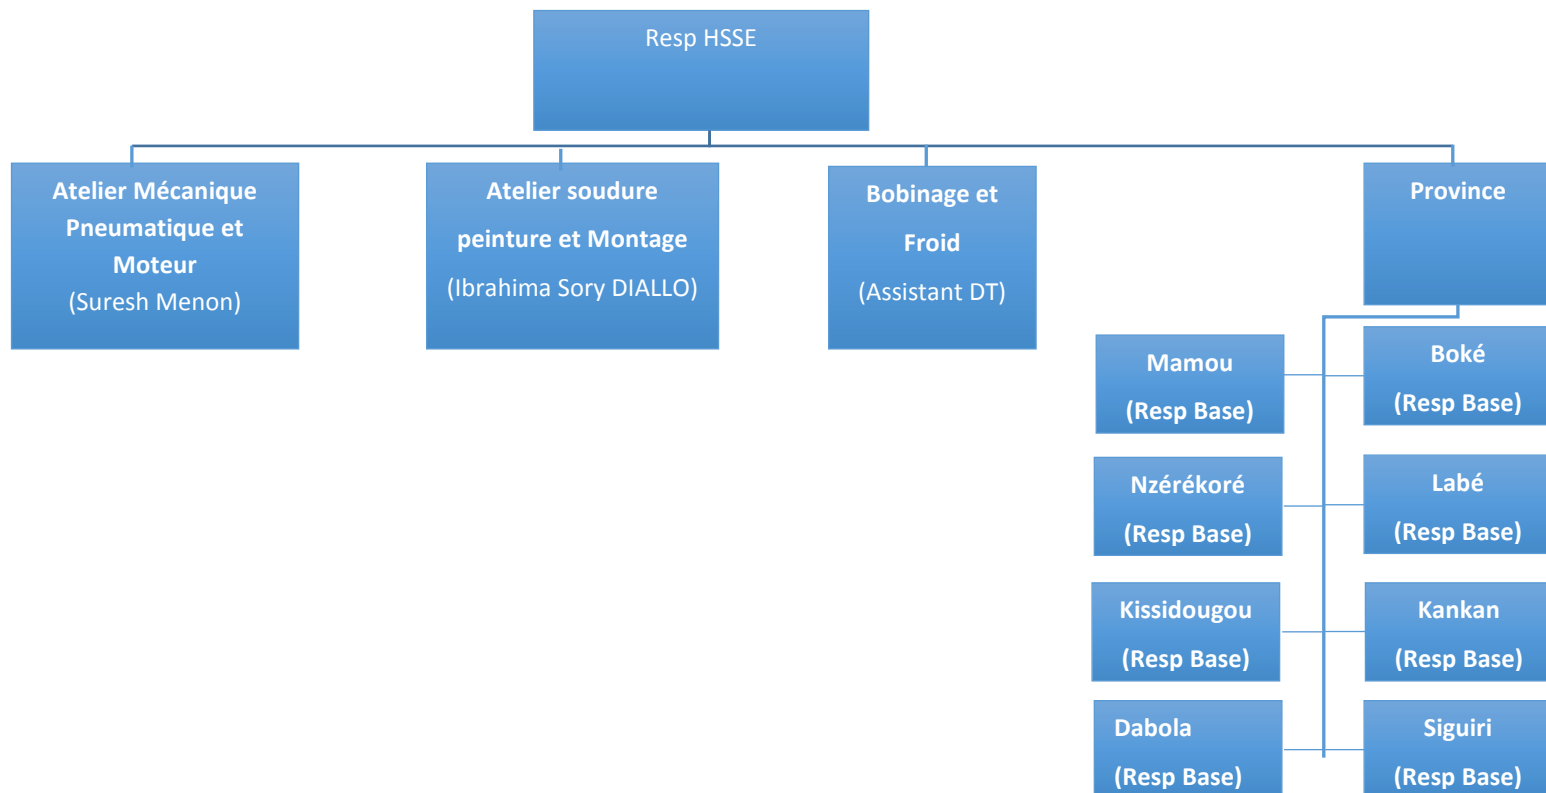 Resp HSSE
Atelier Mécanique
Pneumatique et
Moteur
(Suresh Menon)
Atelier soudure
peinture et Montage
(Ibrahima Sory DIALLO)
Bobinage et
Froid
(Assistant DT)
Province
Mamou
(Resp Base)
Boké
(Resp Base)
Nzérékoré
(Resp Base)
Labé
(Resp Base)
Kissidougou
(Resp Base)
Kankan
(Resp Base)
Dabola
(Resp Base)
Siguiri
(Resp Base)